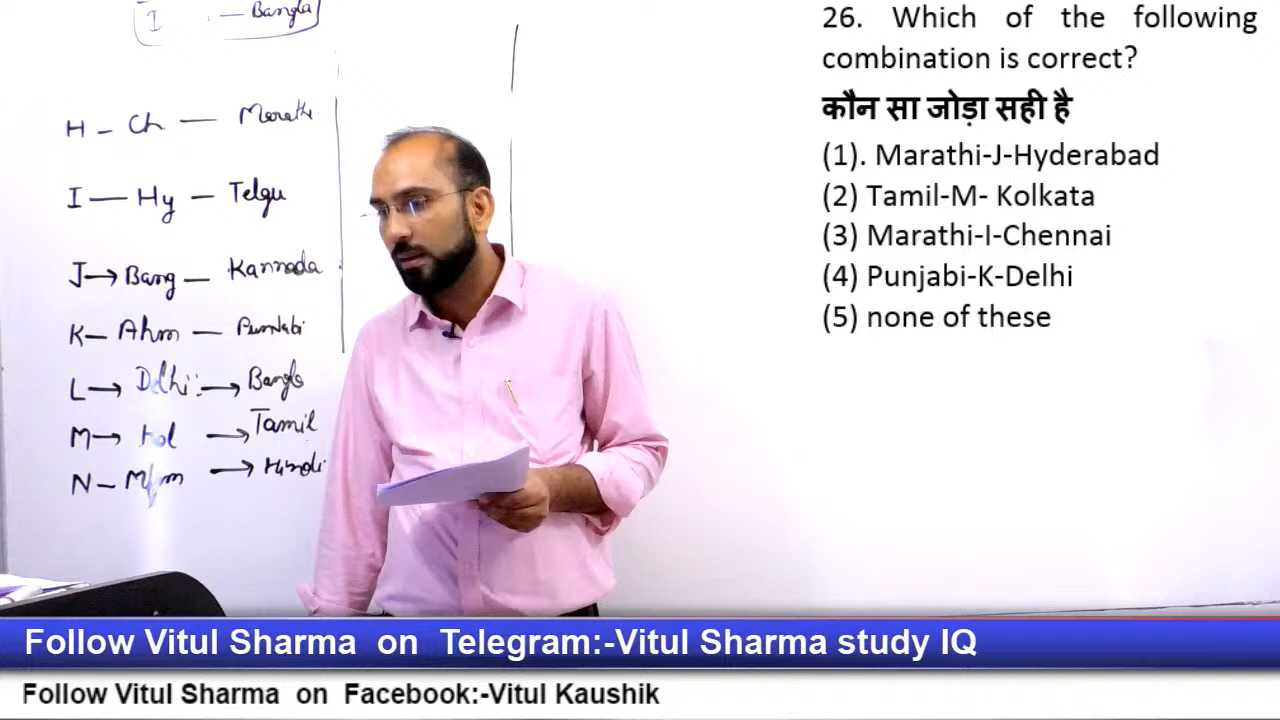 I — Bangla
H - Ch — Marathi
I — Hy — Telgu
J → Bang — Kannada
K — Ahm — Punjabi
L → Delhi → Bangla
M → Kol → Tamil
N — Mum → Hindi
26. Which of the following
combination is correct?
कौन सा जोड़ा सही है
(1). Marathi-J-Hyderabad
(2) Tamil-M- Kolkata
(3) Marathi-I-Chennai
(4) Punjabi-K-Delhi
(5) none of these
Follow Vitul Sharma on Telegram:-Vitul Sharma study IQ
Follow Vitul Sharma on Facebook:-Vitul Kaushik